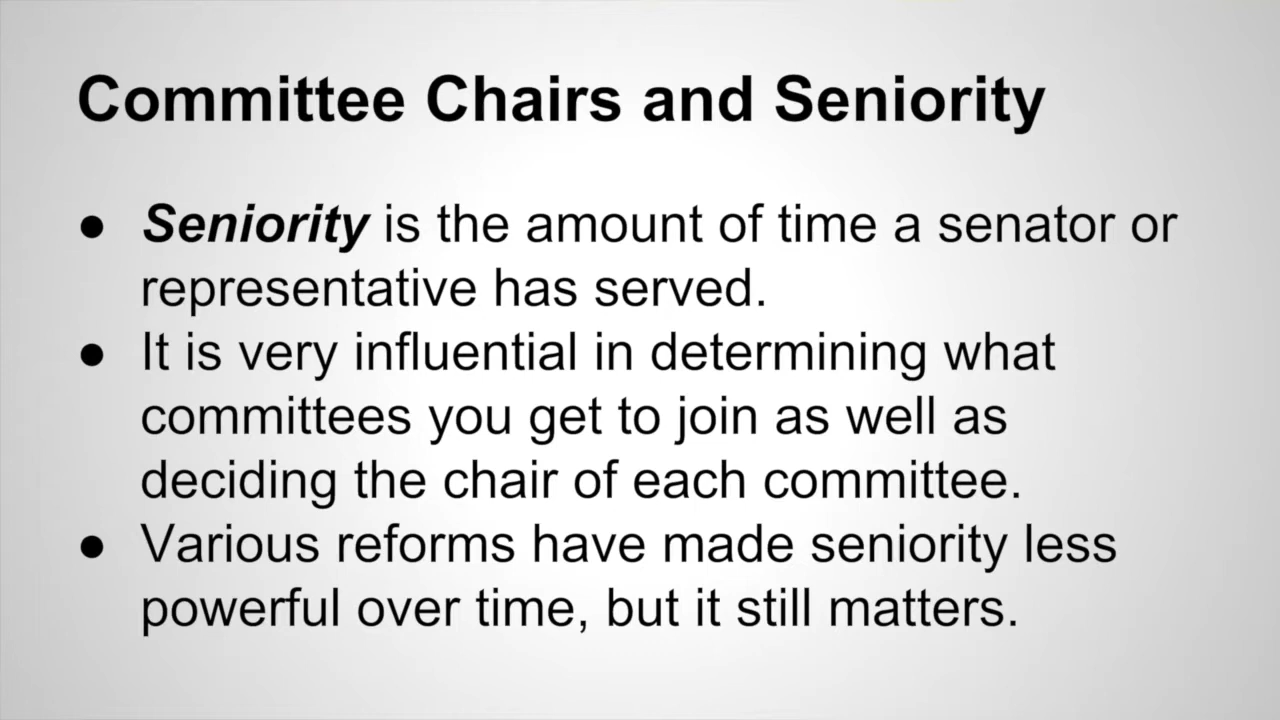 Committee Chairs and Seniority
● Seniority is the amount of time a senator or
representative has served.
● It is very influential in determining what
committees you get to join as well as
deciding the chair of each committee.
● Various reforms have made seniority less
powerful over time, but it still matters.